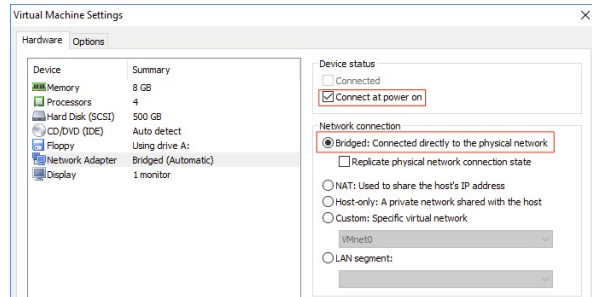 Virtual Machine Settings
Hardware Options
Device Summary
Memory 8 GB
Processors 4
Hard Disk (SCSI) 500 GB
CD/DVD (IDE) Auto detect
Floppy Using drive A:
Network Adapter Bridged (Automatic)
Display 1 monitor
Device status
Connected
Connect at power on
Network connection
Bridged: Connected directly to the physical network
Replicate physical network connection state
NAT: Used to share the host's IP address
Host-only: A private network shared with the host
Custom: Specific virtual network
VMnet0
LAN segment: